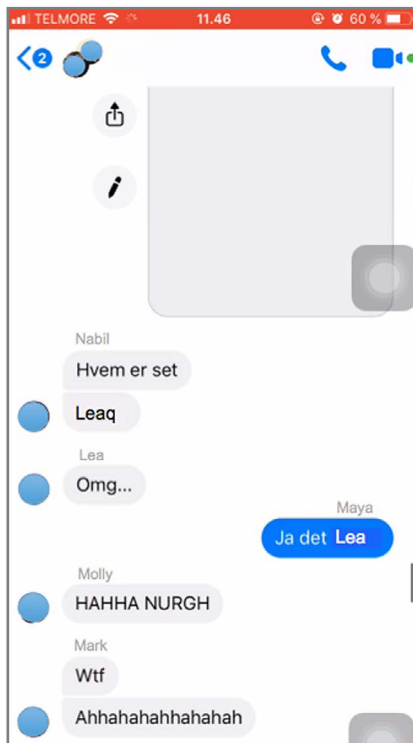 TELMORE 11.46 60 %
2
Nabil
Hvem er set
Leaq
Lea
Omg...
Maya
Ja det Lea
Molly
HAHHA NURGH
Mark
Wtf
Ahhahahahhahahah